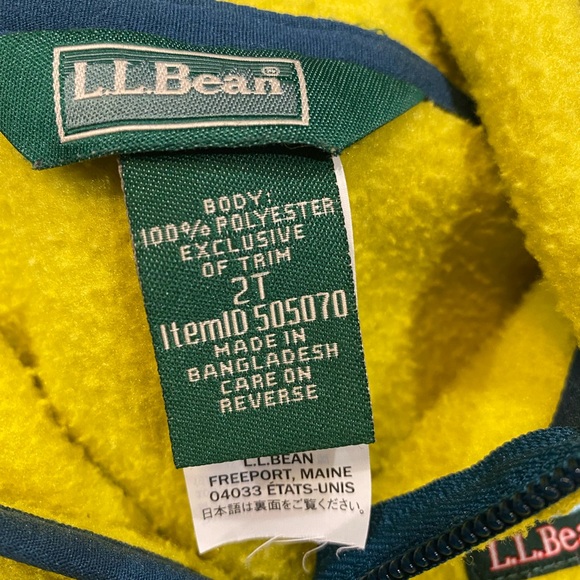 L.L.Bean®
BODY:
100% POLYESTER
EXCLUSIVE
OF TRIM
2T
ItemID 505070
MADE IN
BANGLADESH
CARE ON
REVERSE
L.L.BEAN
FREEPORT, MAINE
04033 ÉTATS-UNIS
日本語は裏面をご覧ください
L.L.Be